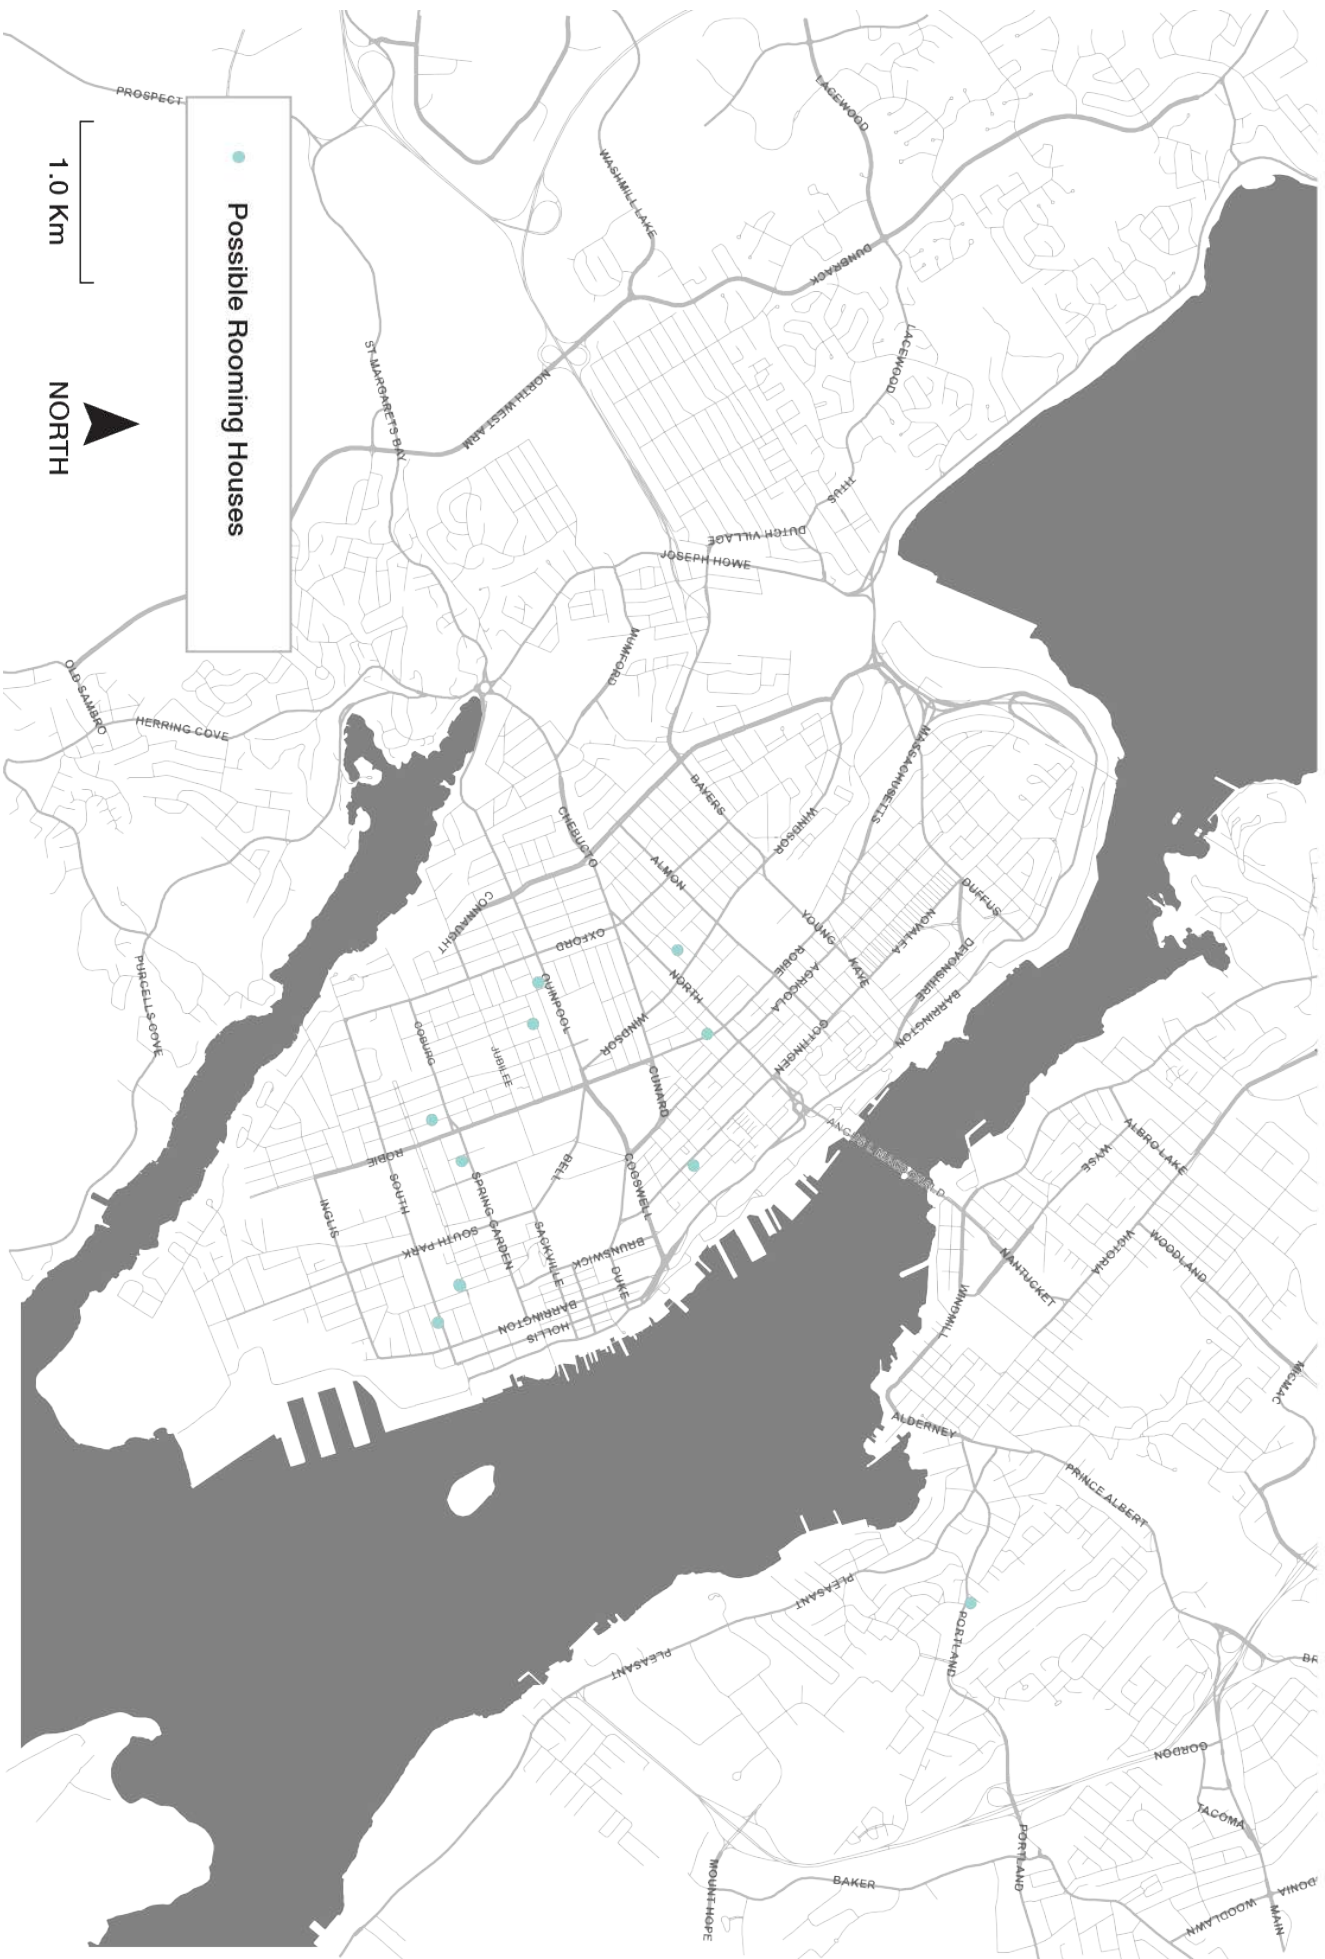 PROSPECT
1.0 Km
NORTH
Possible Rooming Houses
LACEWOOD
WASHMILL LAKE
DUNBRACK
LACEWOOD
ST MARGARETS BAY
NORTH WEST ARM
TITUS
DUTCH VILLAGE
JOSEPH HOWE
MUMFORD
OLD SAMBRO
HERRING COVE
PURCELLS COVE
MASSACHUSETTS
BAYERS
WINDSOR
CHEBUCTO
ALMON
CONNAUGHT
OXFORD
YOUNG
NOVALEA
DUFFUS
DEVONSHIRE
KAYE
ROBIE
AGRICOLA
BARRINGTON
QUINPOOL
NORTH
WINDSOR
GOTTINGEN
COBURG
JUBILEE
CUNARD
ANGUS L MACDONALD
ALBRO LAKE
WYSE
ROBIE
BELL
COGSWELL
INGLIS
SOUTH
SPRING GARDEN
SOUTH PARK
SACKVILLE
BRUNSWICK
DUKE
BARRINGTON
HOLLIS
VICTORIA
WOODLAND
NANTUCKET
WINDMILL
MICMAC
ALDERNEY
PRINCE ALBERT
PLEASANT
PORTLAND
PLEASANT
BR
GORDON
TACOMA
PORTLAND
MOUNT HOPE
BAKER
WOODLAWN
MAIN
DONIA